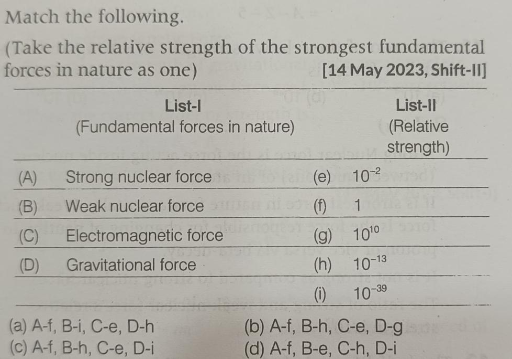 Match the following.
(Take the relative strength of the strongest fundamental
forces in nature as one) [14 May 2023, Shift-II]
List-I List-II
(Fundamental forces in nature) (Relative
strength)
(A) Strong nuclear force (e) 10⁻²
(B) Weak nuclear force (f) 1
(C) Electromagnetic force (g) 10¹⁰
(D) Gravitational force (h) 10⁻¹³
(i) 10⁻³⁹
(a) A-f, B-i, C-e, D-h (b) A-f, B-h, C-e, D-g
(c) A-f, B-h, C-e, D-i (d) A-f, B-e, C-h, D-i